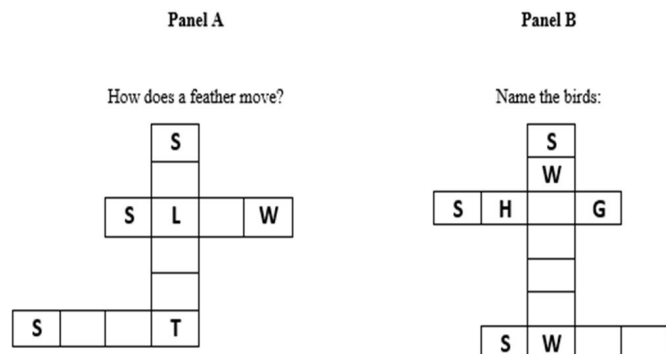 Panel A
Panel B
How does a feather move?
S
S L W
S T
Name the birds:
S
W
S H G
S W